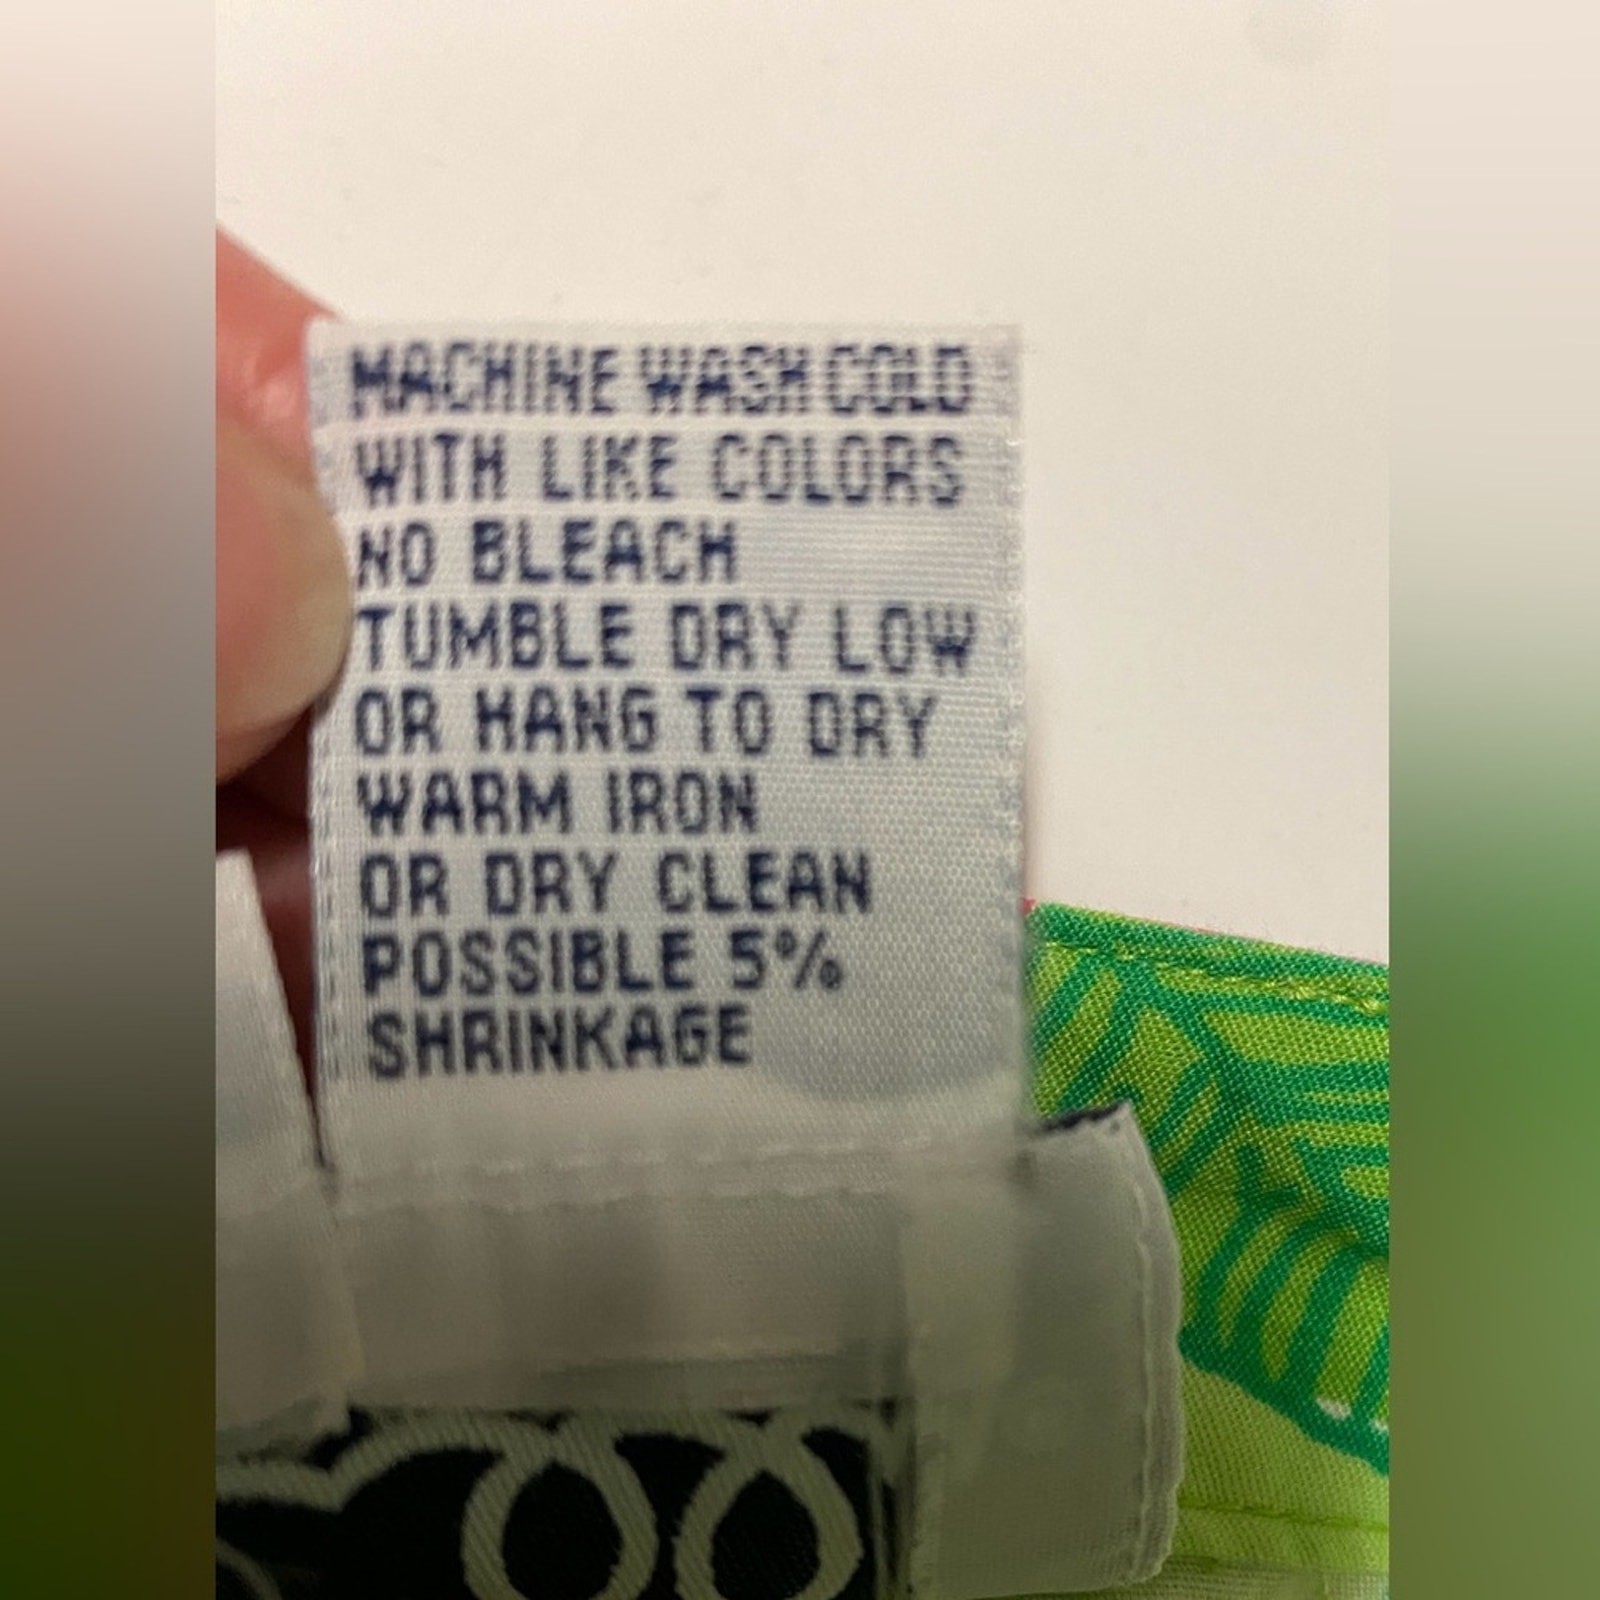 MACHINE WASH COLD
WITH LIKE COLORS
NO BLEACH
TUMBLE DRY LOW
OR HANG TO DRY
WARM IRON
OR DRY CLEAN
POSSIBLE 5%
SHRINKAGE